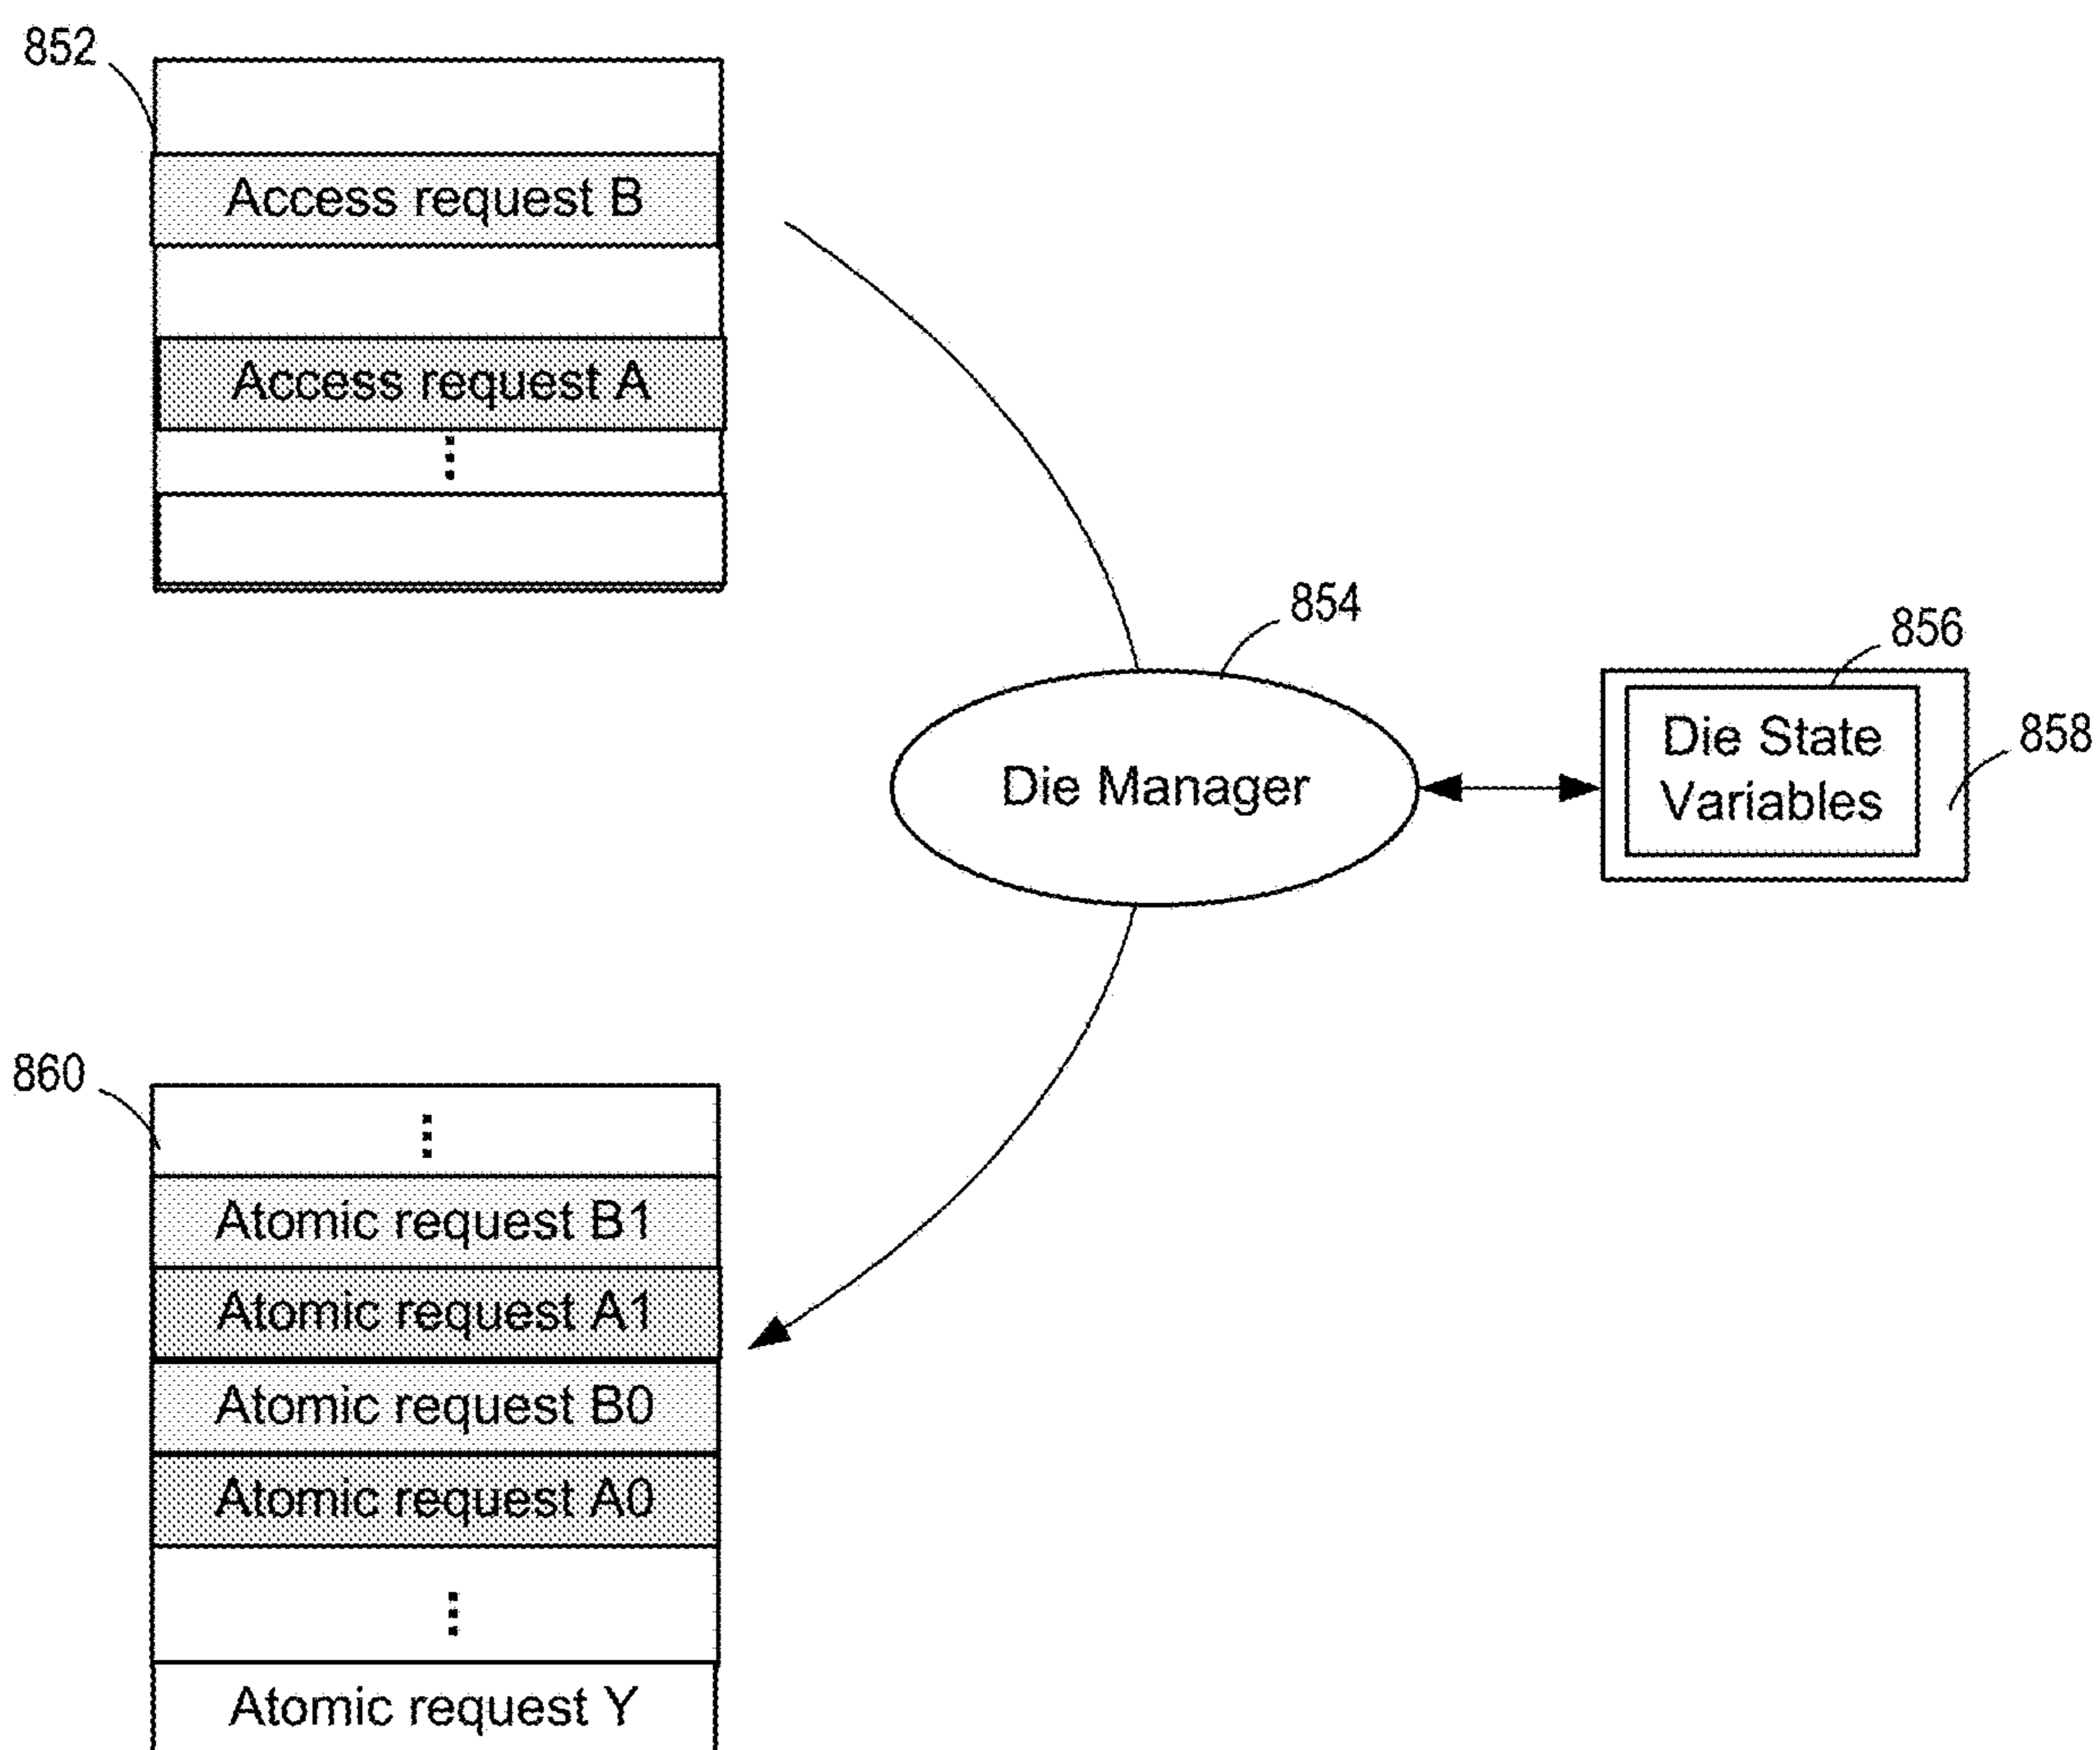 852
Access request B
Access request A
854
856
Die State
Variables
858
Die Manager
860
Atomic request B1
Atomic request A1
Atomic request B0
Atomic request A0
Atomic request Y